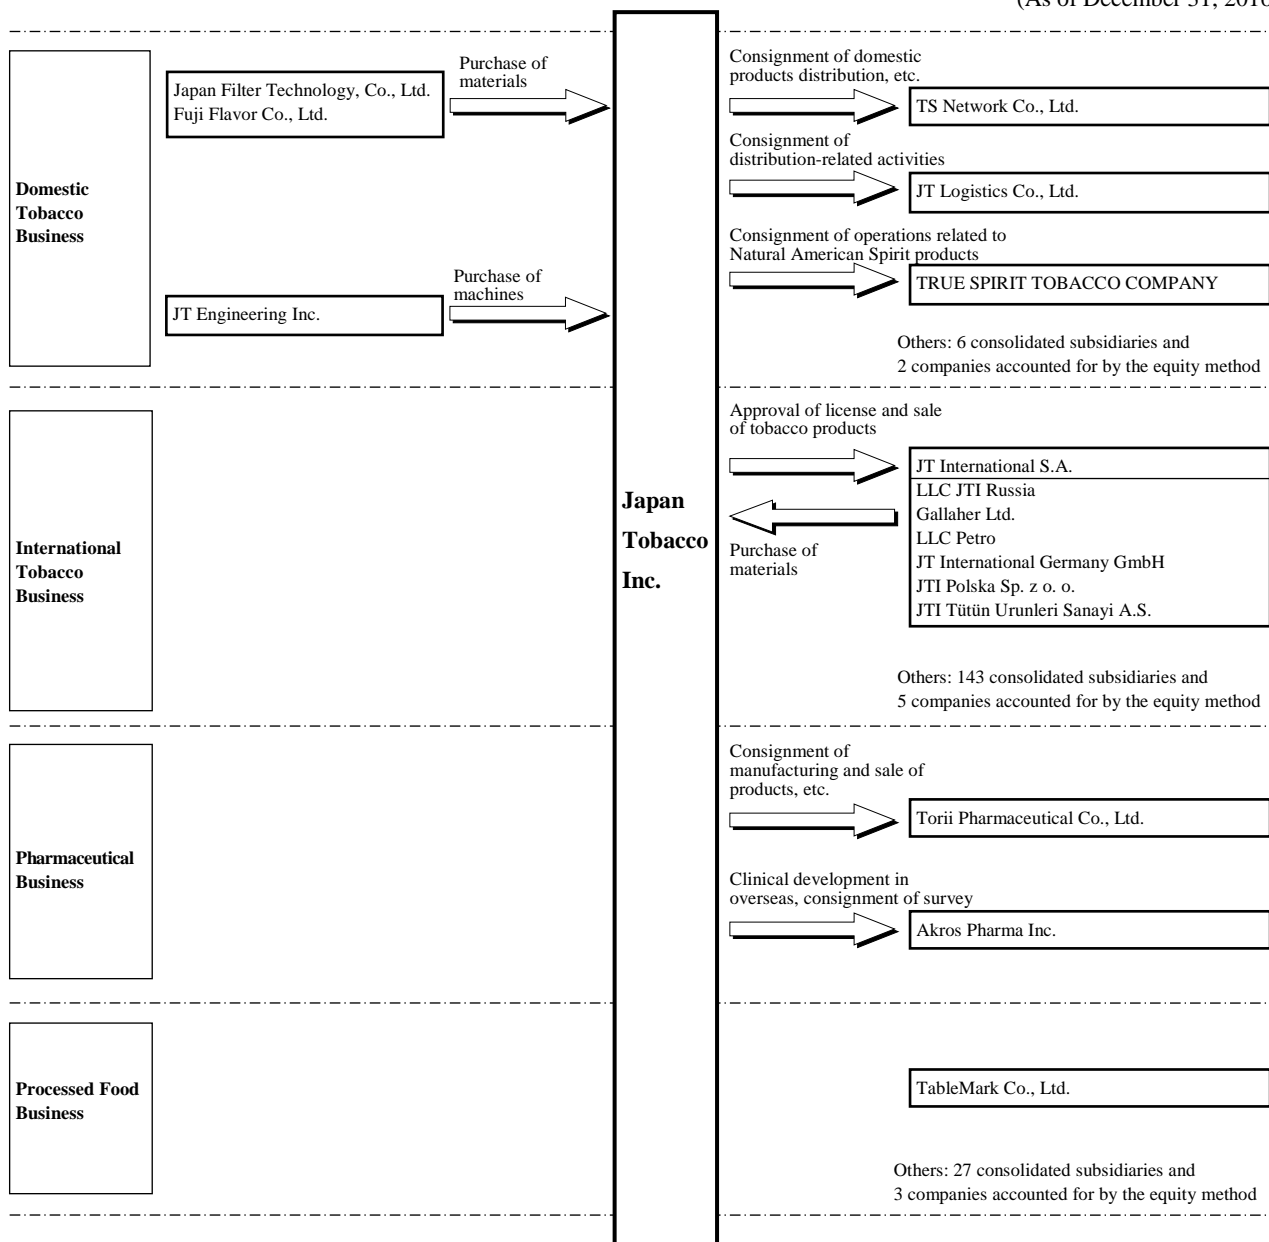 (As of December 31, 2016
Domestic
Tobacco
Business
Japan Filter Technology, Co., Ltd.
Fuji Flavor Co., Ltd.
Purchase of
materials
JT Engineering Inc.
Purchase of
machines
Consignment of domestic
products distribution, etc.
TS Network Co., Ltd.
Consignment of
distribution-related activities
JT Logistics Co., Ltd.
Consignment of operations related to
Natural American Spirit products
TRUE SPIRIT TOBACCO COMPANY
Others: 6 consolidated subsidiaries and
2 companies accounted for by the equity method
Japan
Tobacco
Inc.
International
Tobacco
Business
Approval of license and sale
of tobacco products
JT International S.A.
LLC JTI Russia
Gallaher Ltd.
LLC Petro
JT International Germany GmbH
JTI Polska Sp. z o. o.
JTI Tütün Urunleri Sanayi A.S.
Purchase of
materials
Others: 143 consolidated subsidiaries and
5 companies accounted for by the equity method
Pharmaceutical
Business
Consignment of
manufacturing and sale of
products, etc.
Torii Pharmaceutical Co., Ltd.
Clinical development in
overseas, consignment of survey
Akros Pharma Inc.
Processed Food
Business
TableMark Co., Ltd.
Others: 27 consolidated subsidiaries and
3 companies accounted for by the equity method